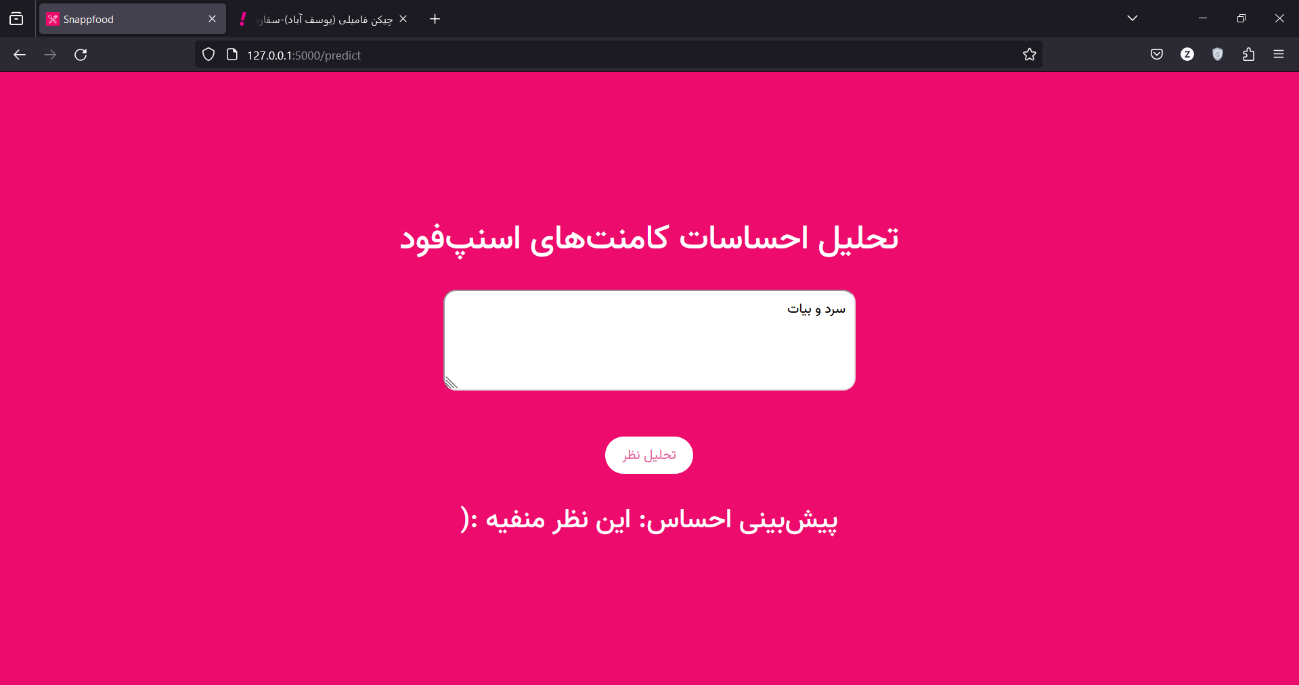 Snappfood
چیکن فامیلی (یوسف آباد)-سفار
127.0.0.1:5000/predict
Z
تحلیل احساسات کامنت‌های اسنپ‌فود
سرد و بیات
تحلیل نظر
پیش‌بینی احساس: این نظر منفیه :(